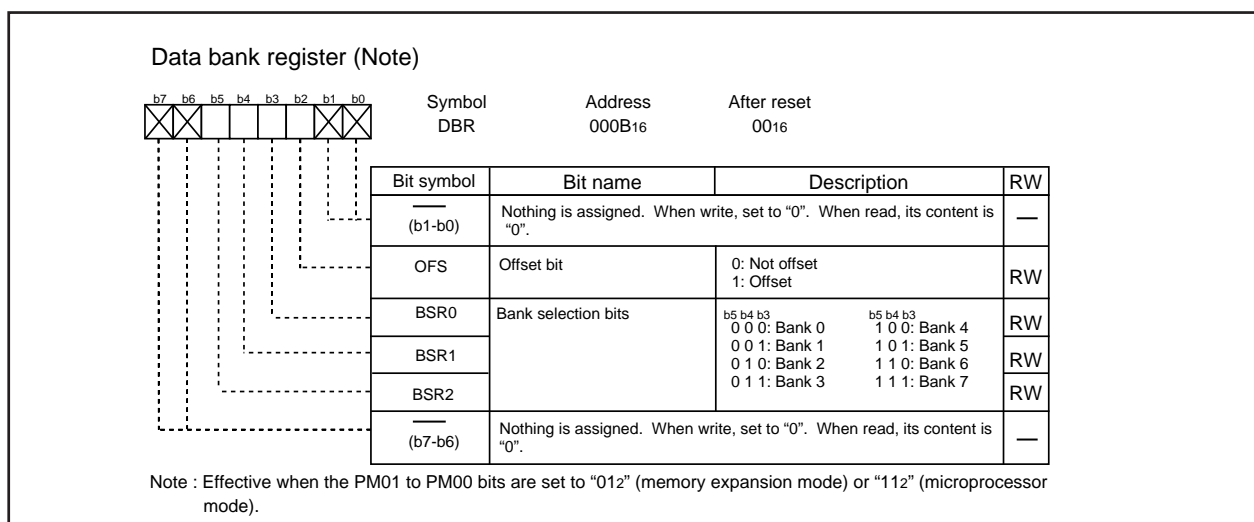 Data bank register (Note)
b7 b6 b5 b4 b3 b2 b1 b0
Symbol Address After reset
DBR 000B16 0016
Bit symbol Bit name Description RW
— (b1-b0) Nothing is assigned. When write, set to “0”. When read, its content is “0”. —
OFS Offset bit 0: Not offset
1: Offset RW
BSR0 Bank selection bits b5 b4 b3 b5 b4 b3
0 0 0: Bank 0 1 0 0: Bank 4 RW
BSR1 0 0 1: Bank 1 1 0 1: Bank 5
0 1 0: Bank 2 1 1 0: Bank 6 RW
BSR2 0 1 1: Bank 3 1 1 1: Bank 7 RW
— (b7-b6) Nothing is assigned. When write, set to “0”. When read, its content is “0”. —
Note : Effective when the PM01 to PM00 bits are set to “012” (memory expansion mode) or “112” (microprocessor
mode).